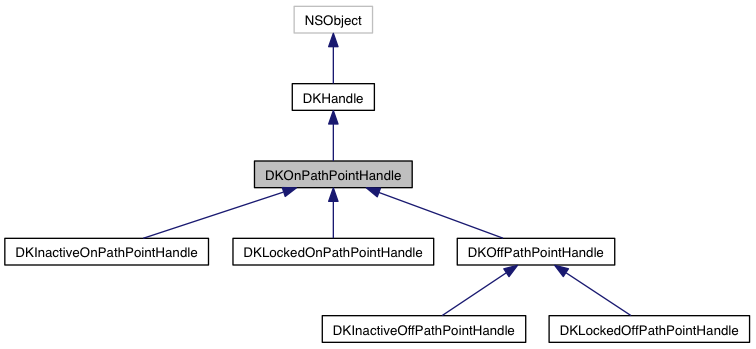 NSObject
DKHandle
DKOnPathPointHandle
DKInactiveOnPathPointHandle
DKLockedOnPathPointHandle
DKOffPathPointHandle
DKInactiveOffPathPointHandle
DKLockedOffPathPointHandle